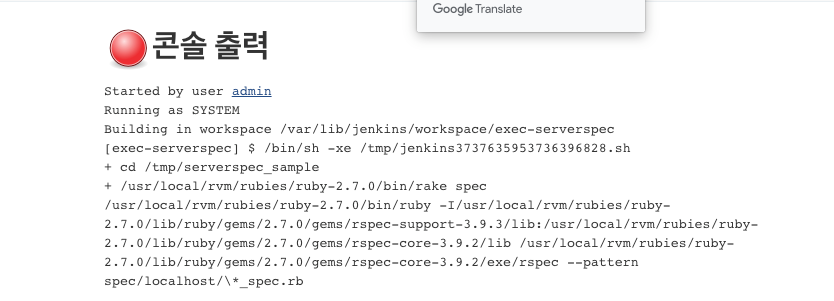 Google Translate
콘솔 출력
Started by user admin
Running as SYSTEM
Building in workspace /var/lib/jenkins/workspace/exec-serverspec
[exec-serverspec] $ /bin/sh -xe /tmp/jenkins3737635953736396828.sh
+ cd /tmp/serverspec_sample
+ /usr/local/rvm/rubies/ruby-2.7.0/bin/rake spec
/usr/local/rvm/rubies/ruby-2.7.0/bin/ruby -I/usr/local/rvm/rubies/ruby-
2.7.0/lib/ruby/gems/2.7.0/gems/rspec-support-3.9.3/lib:/usr/local/rvm/rubies/ruby-
2.7.0/lib/ruby/gems/2.7.0/gems/rspec-core-3.9.2/lib /usr/local/rvm/rubies/ruby-
2.7.0/lib/ruby/gems/2.7.0/gems/rspec-core-3.9.2/exe/rspec --pattern
spec/localhost/\*_spec.rb